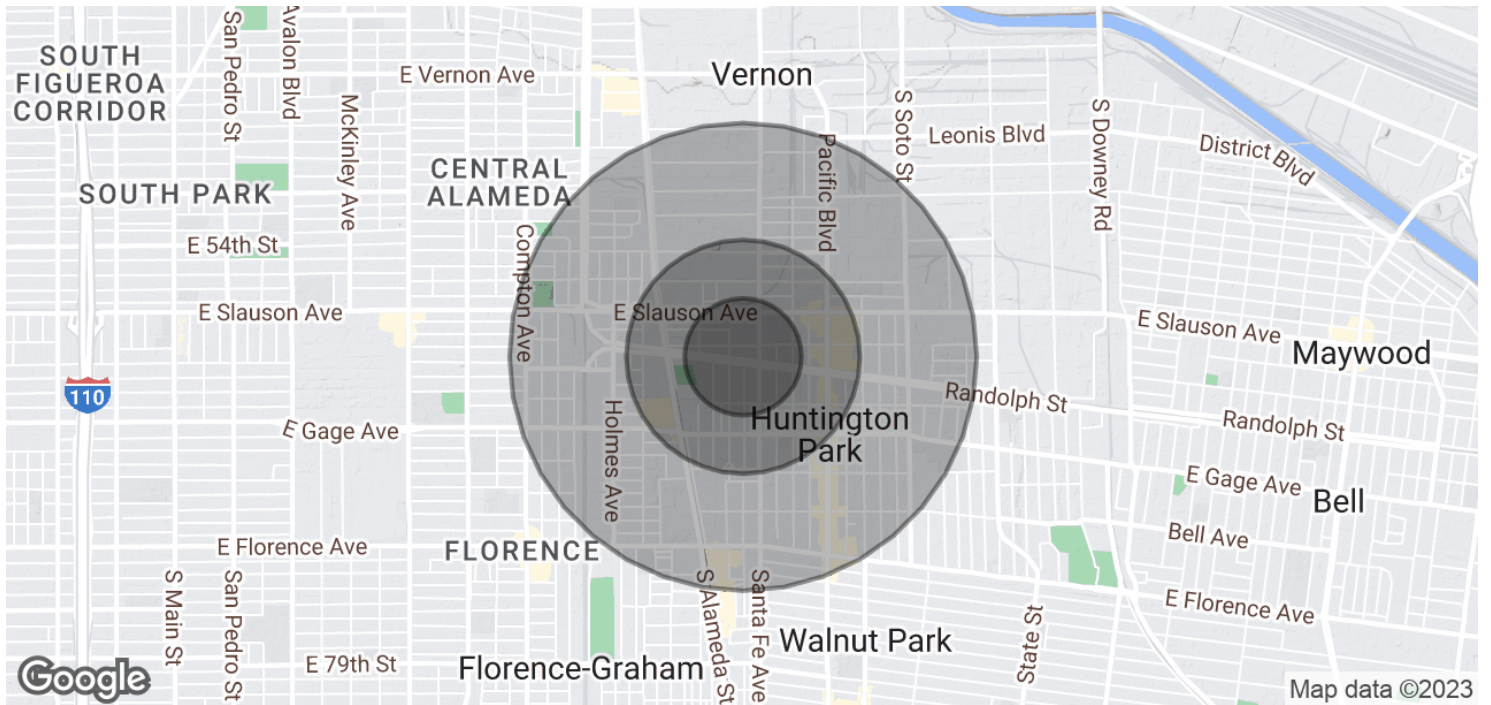 SOUTH
FIGUEROA
CORRIDOR
San Pedro St
Avalon Blvd
McKinley Ave
E Vernon Ave
Vernon
S Soto St
Leonis Blvd
S Downey Rd
District Blvd
Pacific Blvd
CENTRAL
ALAMEDA
SOUTH PARK
E 54th St
Compton Ave
E Slauson Ave
E Slauson Ave
E Slauson Ave
Maywood
110
Randolph St
Randolph St
Huntington
Park
E Gage Ave
Holmes Ave
E Gage Ave
Bell
Bell Ave
E Florence Ave
FLORENCE
S Main St
San Pedro St
S Alameda St
Santa Fe Ave
State St
E Florence Ave
Walnut Park
E 79th St
Florence-Graham
Google
Map data ©2023